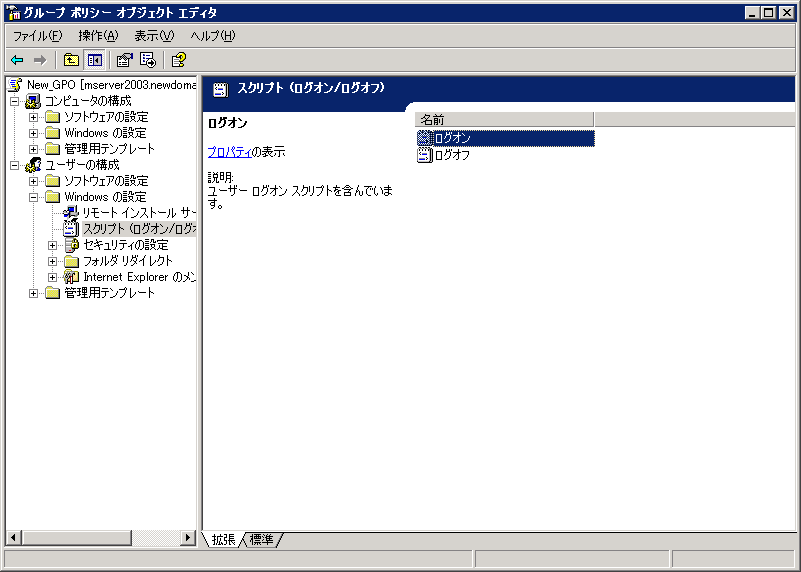 グループ ポリシー オブジェクト エディタ
ファイル(F) 操作(A) 表示(V) ヘルプ(H)
New_GPO [mserver2003.newdoma
コンピュータの構成
ソフトウェアの設定
Windows の設定
管理用テンプレート
ユーザーの構成
ソフトウェアの設定
Windows の設定
リモート インストール サー
スクリプト (ログオン/ログオ
セキュリティの設定
フォルダ リダイレクト
Internet Explorer のメン
管理用テンプレート
スクリプト (ログオン/ログオフ)
ログオン
プロパティの表示
説明:
ユーザー ログオン スクリプトを含んでいま
す。
名前
ログオン
ログオフ
拡張 標準